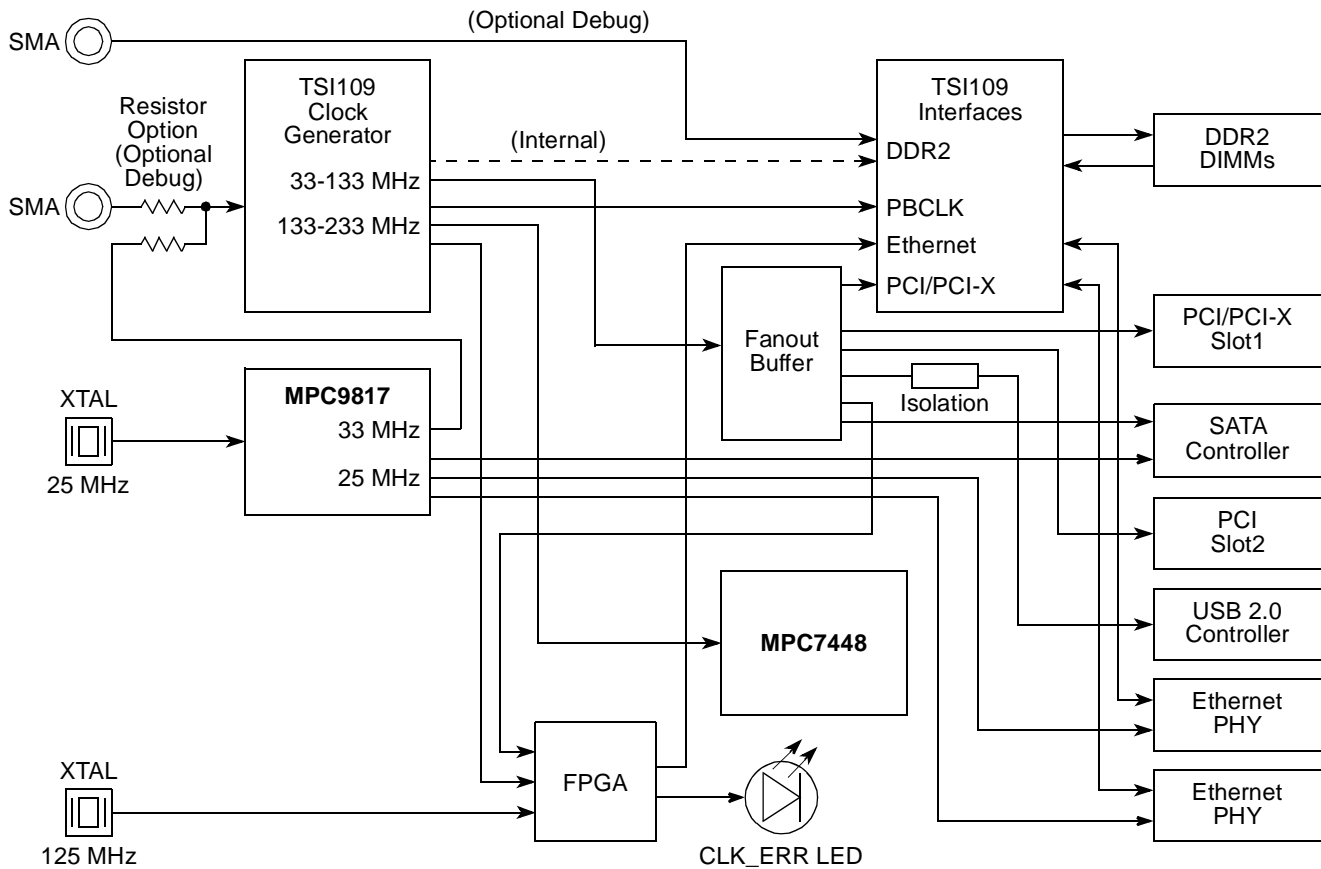 (Optional Debug)
SMA
TSI109
Clock
Generator
33-133 MHz
133-233 MHz
TSI109
Interfaces
DDR2
PBCLK
Ethernet
PCI/PCI-X
Resistor
Option
(Optional
Debug)
(Internal)
DDR2
DIMMs
SMA
PCI/PCI-X
Slot1
Fanout
Buffer
Isolation
XTAL
25 MHz
MPC9817
33 MHz
25 MHz
SATA
Controller
PCI
Slot2
USB 2.0
Controller
MPC7448
Ethernet
PHY
XTAL
125 MHz
FPGA
CLK_ERR LED
Ethernet
PHY